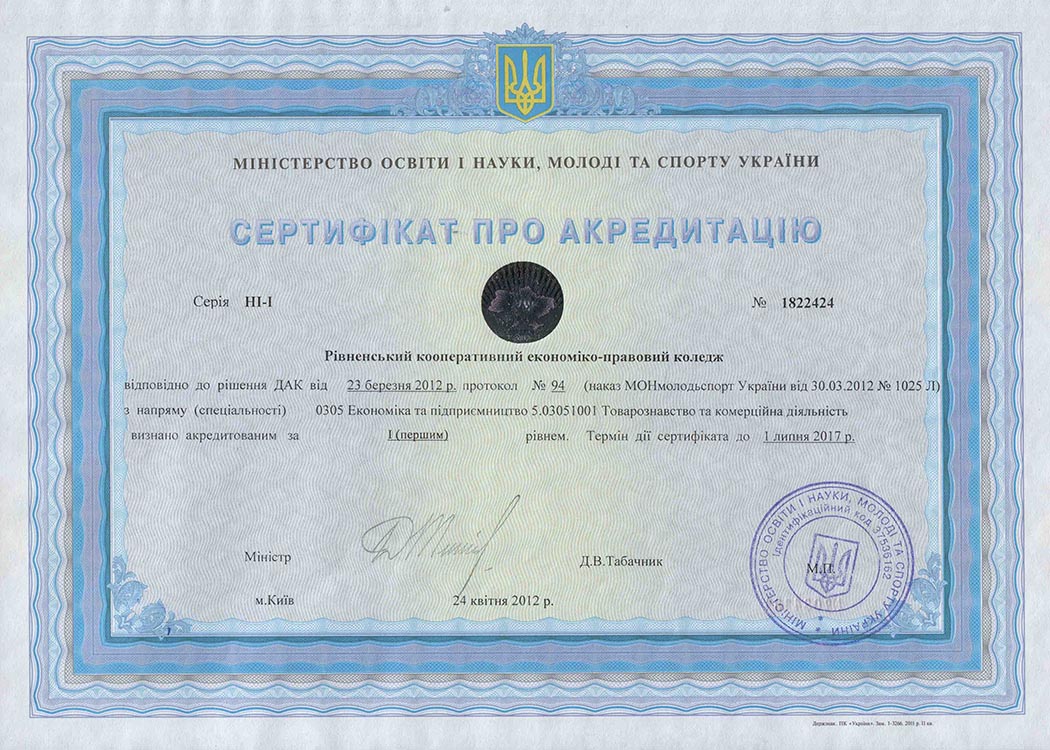 МІНІСТЕРСТВО ОСВІТИ І НАУКИ, МОЛОДІ ТА СПОРТУ УКРАЇНИ
СЕРТИФІКАТ ПРО АКРЕДИТАЦІЮ
Серія НІ-І № 1822424
Рівненський кооперативний економіко-правовий коледж
відповідно до рішення ДАК від 23 березня 2012 р. протокол № 94 (наказ МОНмолодьспорт України від 30.03.2012 № 1025 Л)
з напряму (спеціальності) 0305 Економіка та підприємництво 5.03051001 Товарознавство та комерційна діяльність
визнано акредитованим за І (першим) рівнем. Термін дії сертифіката до 1 липня 2017 р.
Міністр Д.В.Табачник
м.Київ 24 квітня 2012 р.
М.П.
МІНІСТЕРСТВО ОСВІТИ І НАУКИ, МОЛОДІ ТА СПОРТУ УКРАЇНИ
Ідентифікаційний код 37536162
Держзнак. ПК «Україна». Зам. 1-3266. 2011 р. ІІ кв.